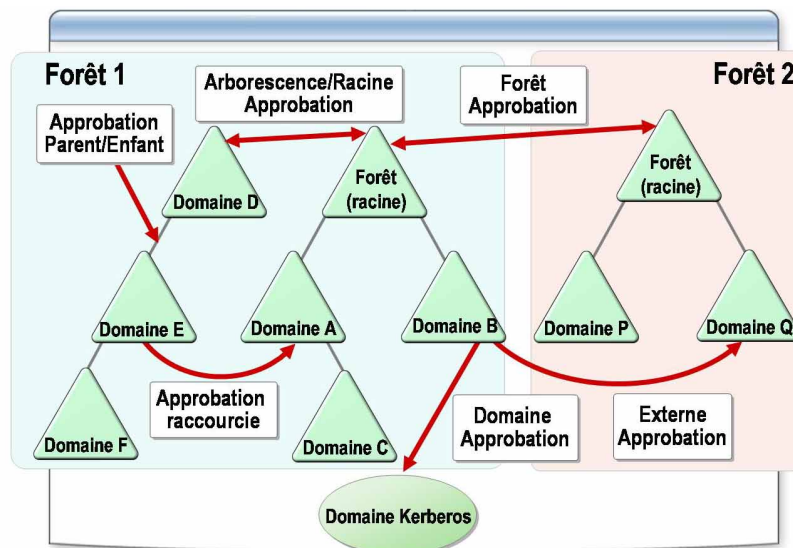 Forêt 1
Forêt 2
Arborescence/Racine
Approbation
Forêt
Approbation
Approbation
Parent/Enfant
Domaine D
Forêt
(racine)
Forêt
(racine)
Domaine E
Domaine A
Domaine B
Domaine P
Domaine Q
Approbation
raccourcie
Domaine
Approbation
Externe
Approbation
Domaine F
Domaine C
Domaine Kerberos